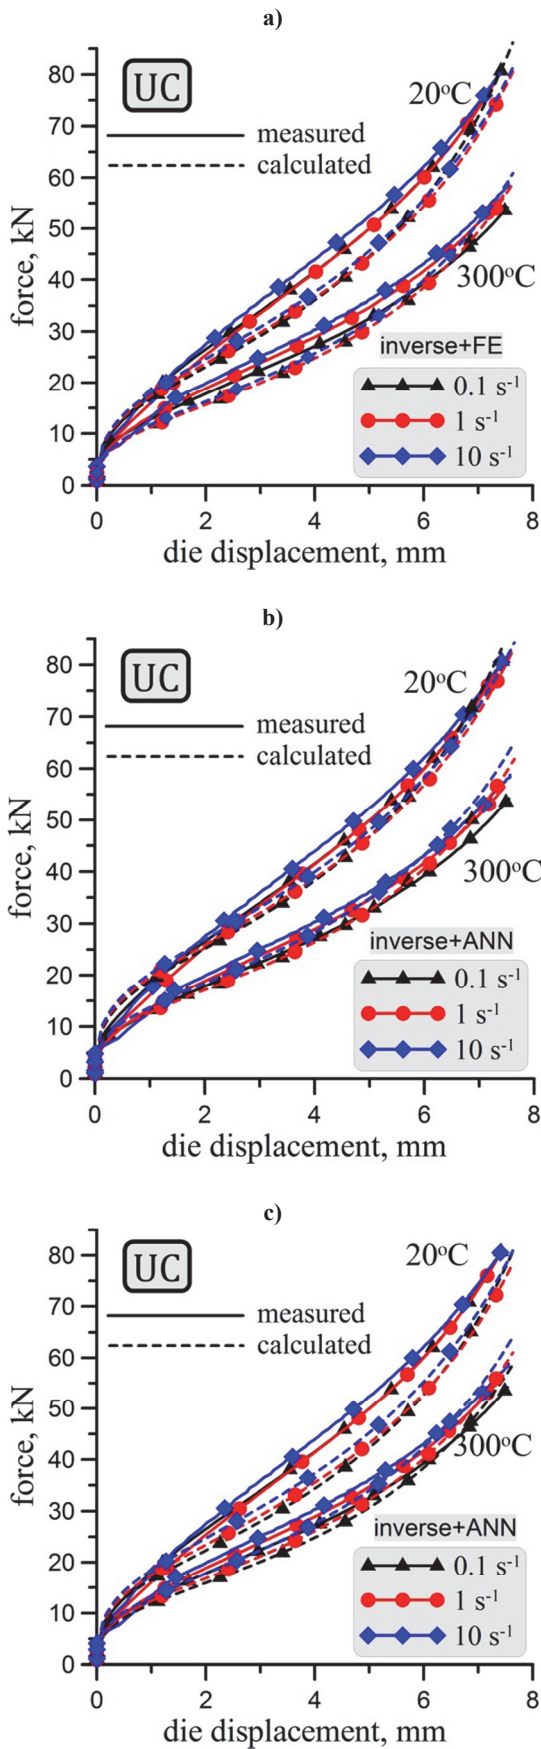 a)
UC
measured
calculated
20°C
300°C
inverse+FE
0.1 s⁻¹
1 s⁻¹
10 s⁻¹
force, kN
80
70
60
50
40
30
20
10
0
0 2 4 6 8
die displacement, mm
b)
UC
measured
calculated
20°C
300°C
inverse+ANN
0.1 s⁻¹
1 s⁻¹
10 s⁻¹
force, kN
80
70
60
50
40
30
20
10
0
0 2 4 6 8
die displacement, mm
c)
UC
measured
calculated
20°C
300°C
inverse+ANN
0.1 s⁻¹
1 s⁻¹
10 s⁻¹
force, kN
80
70
60
50
40
30
20
10
0
0 2 4 6 8
die displacement, mm